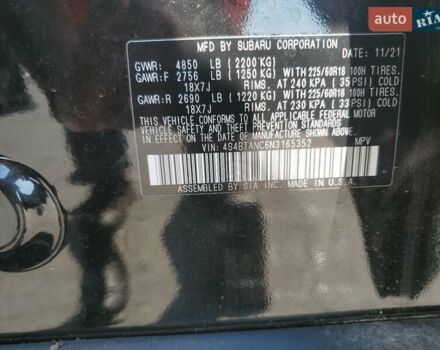 auto
RIA
MFD BY SUBARU CORPORATION
DATE: 11/21
GVWR: 4850 LB (2200 KG)
GAWR:F 2756 LB (1250 KG) WITH 225/60R18 100H TIRES.
18X7J RIMS. AT 240 KPA (35 PSI) COLD
GAWR:R 2690 LB (1220 KG) WITH 225/60R18 100H TIRES.
18X7J RIMS. AT 230 KPA (33 PSI) COLD
THIS VEHICLE CONFORMS TO ALL APPLICABLE FEDERAL MOTOR
VEHICLE SAFETY AND THEFT PREVENTION STANDARDS IN
EFFECT ON THE DATE OF MANUFACTURE SHOWN ABOVE.
VIN: 4S4BTANC6N3165352 MPV
ASSEMBLED BY SIA INC. MADE IN U.S.A.